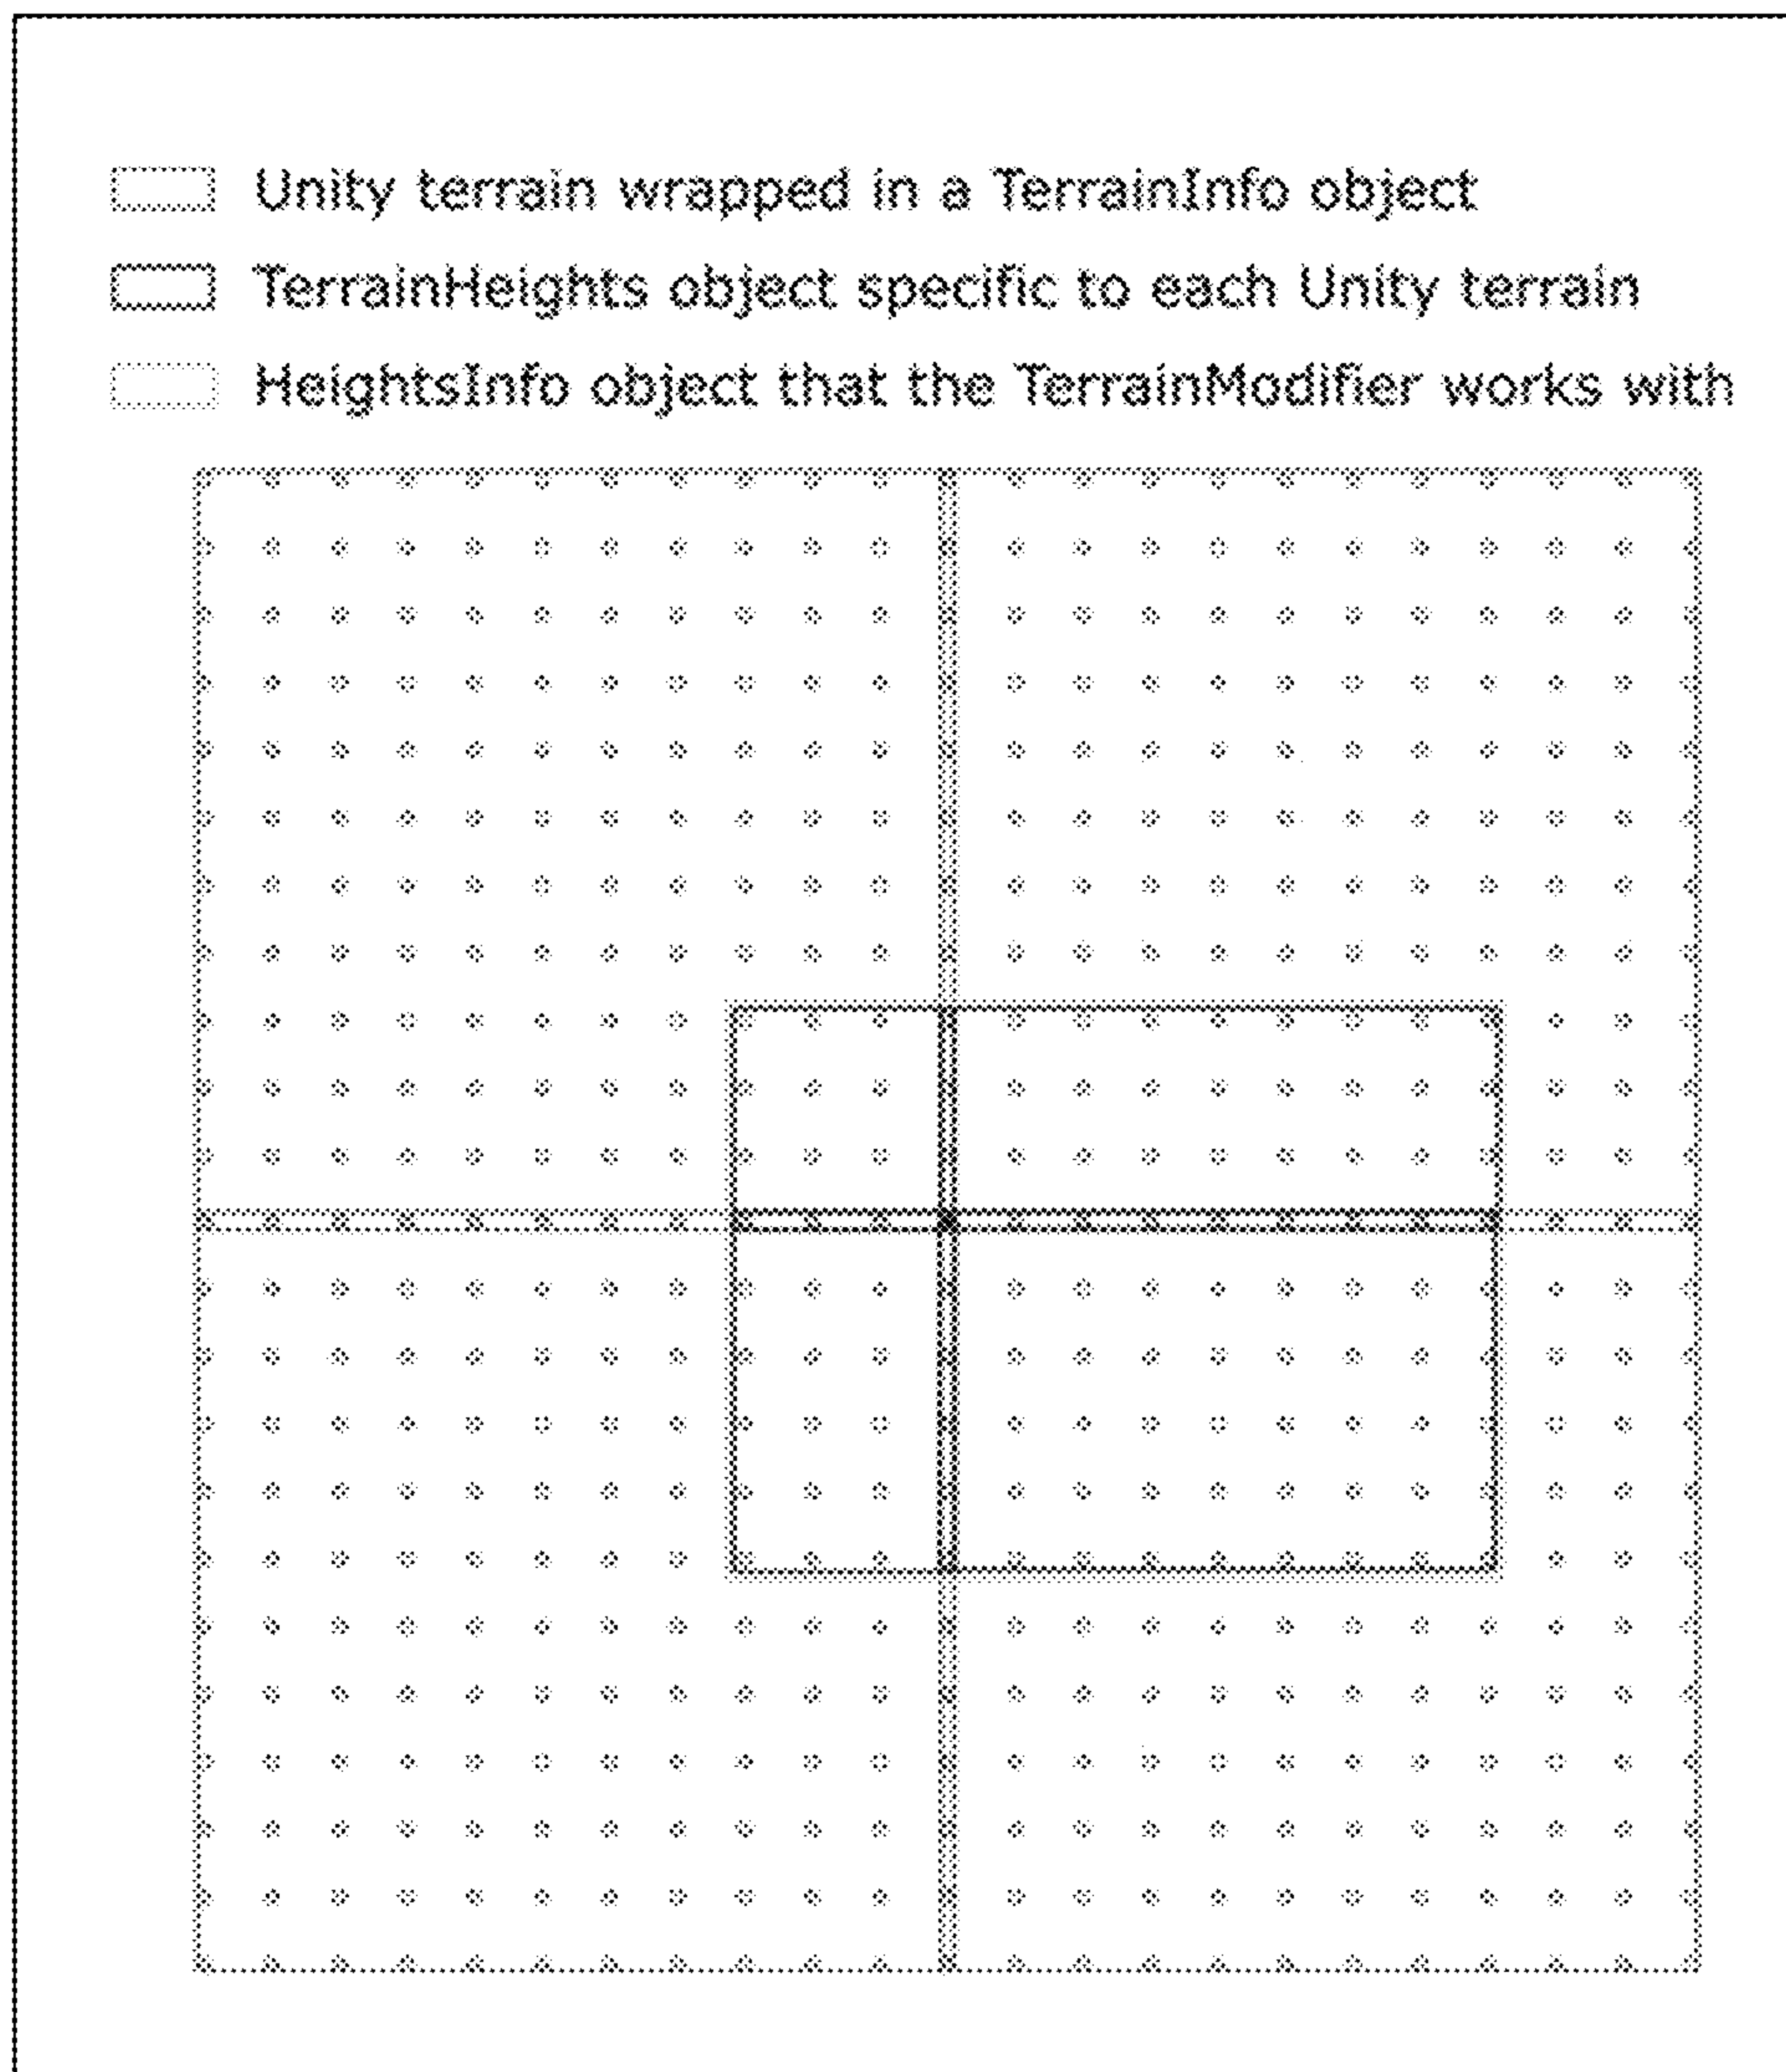 Unity terrain wrapped in a TerrainInfo object
TerrainHeights object specific to each Unity terrain
HeightsInfo object that the TerrainModifier works with